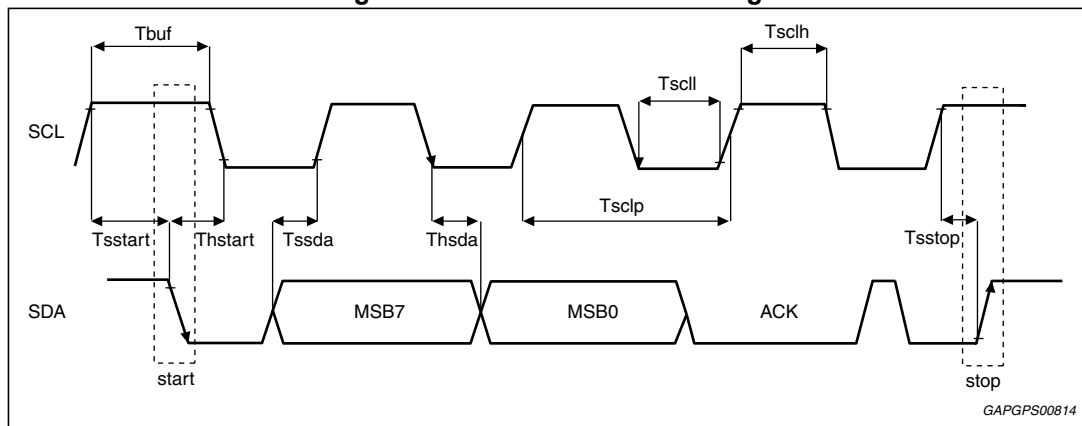 Tbuf
Tsclh
Tscll
SCL
Tsclp
Tsstart
Thstart
Tssda
Thsda
Tsstop
SDA
MSB7
MSB0
ACK
start
stop
GAPGPS00814